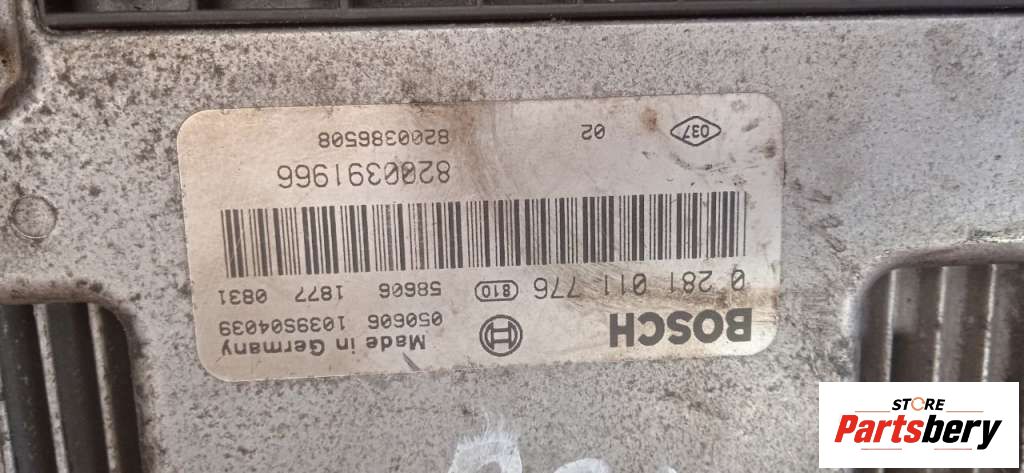 BOSCH Made in Germany
050606 1039S04039
0 281 011 776 B10 58606 1877 0831
8200391966
037 02 8200386508
STORE
Partsbery